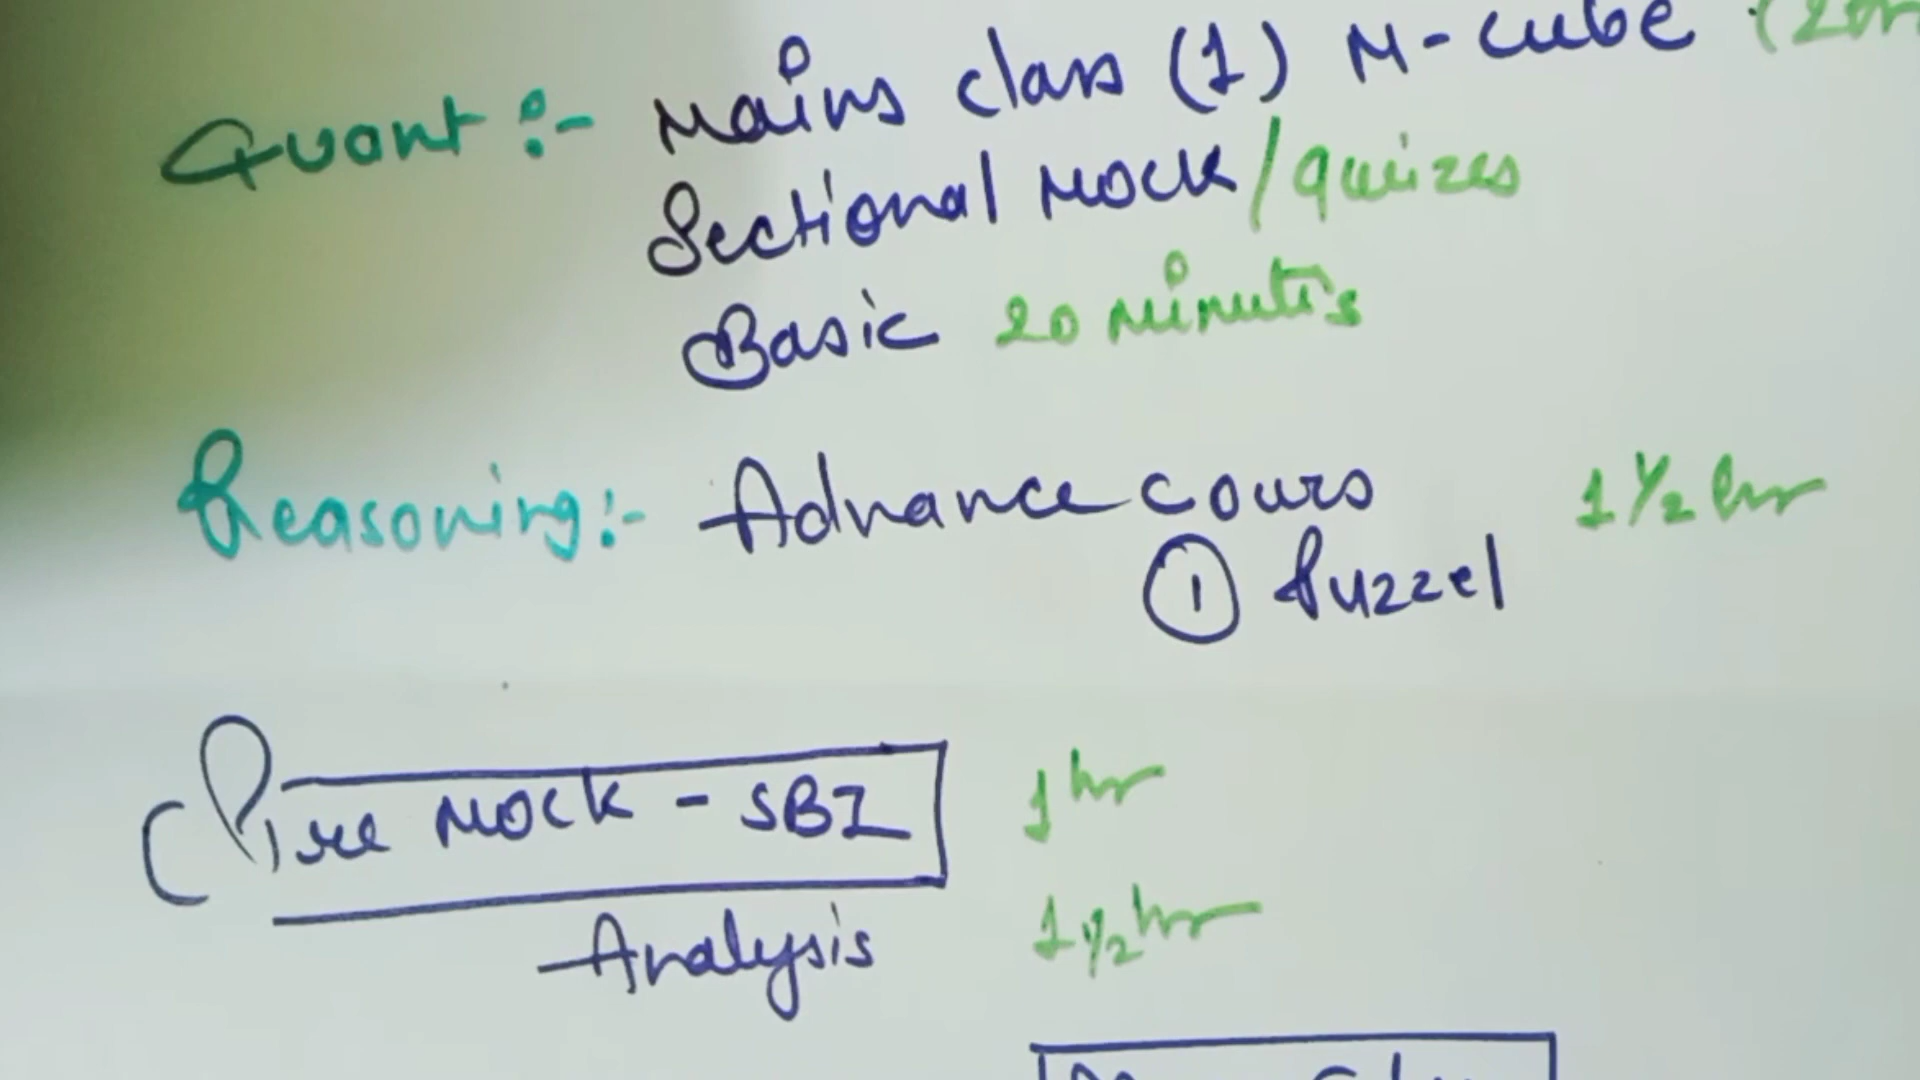 Quant :- Mains class (1) M-cube
Sectional Mock/quizes
Basic 20 minutes
Reasoning:- Advance cours 1 1/2 hr
① Puzzel
Pre Mock - SBI 1 hr
Analysis 1 1/2 hr